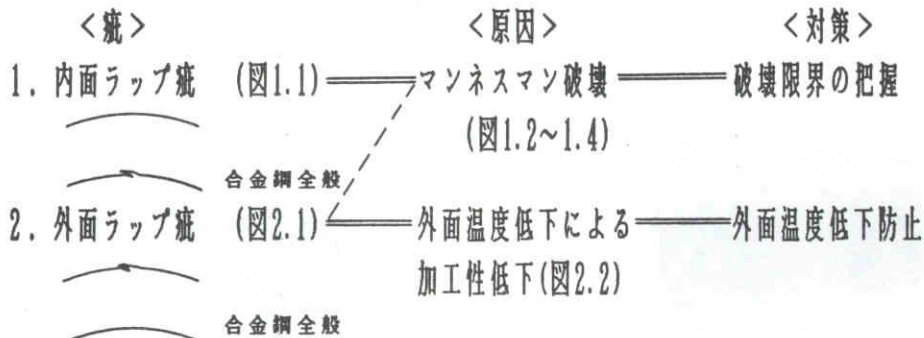 <疵> <原因> <対策>
1. 内面ラップ疵 (図1.1) マンネスマン破壊 破壊限界の把握
(図1.2~1.4)
合金鋼全般
2. 外面ラップ疵 (図2.1) 外面温度低下による 外面温度低下防止
加工性低下(図2.2)
合金鋼全般